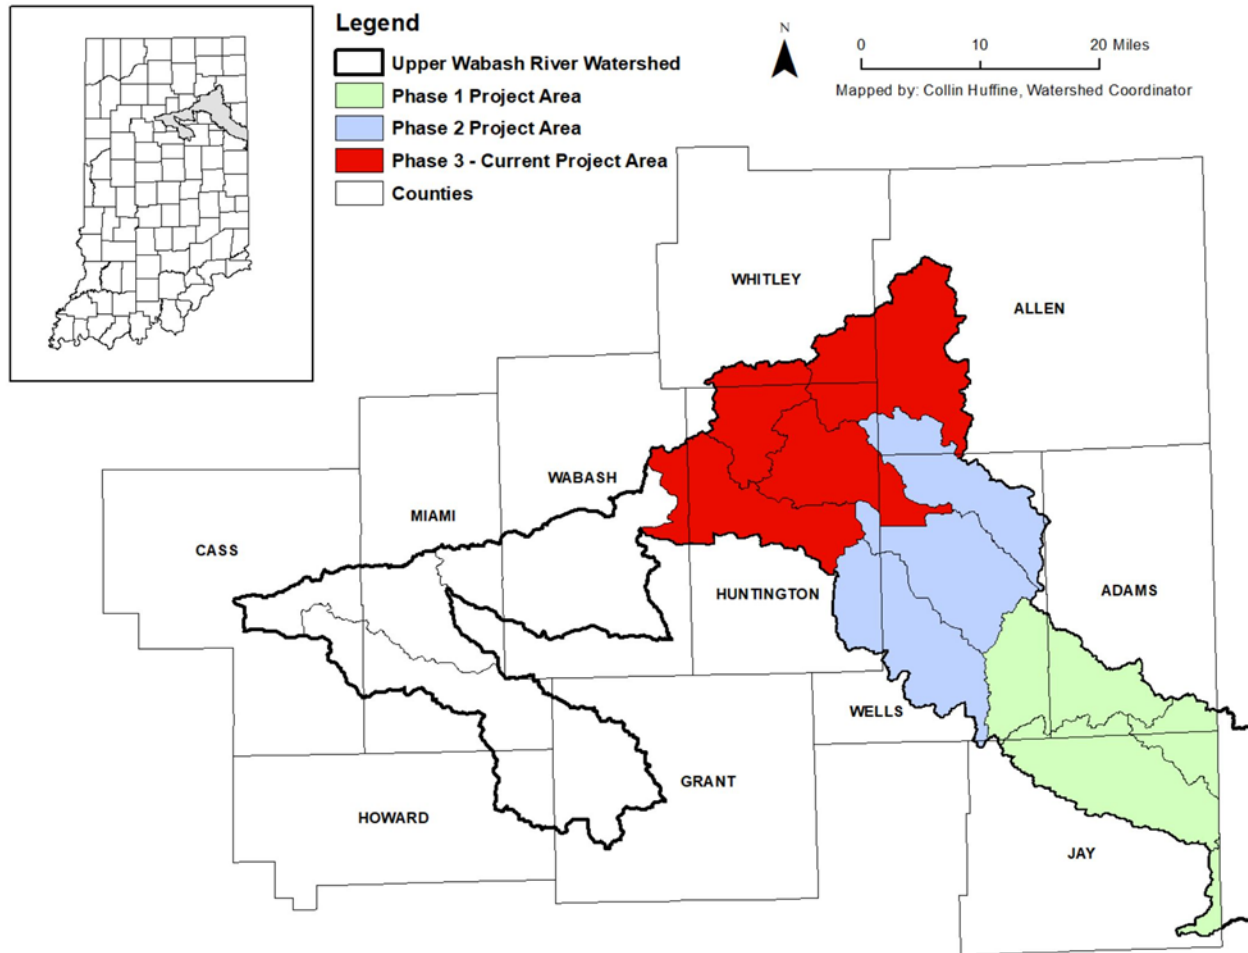 Legend
Upper Wabash River Watershed
Phase 1 Project Area
Phase 2 Project Area
Phase 3 - Current Project Area
Counties
N
0 10 20 Miles
Mapped by: Collin Huffine, Watershed Coordinator
WHITLEY
ALLEN
WABASH
MIAMI
CASS
HUNTINGTON
ADAMS
WELLS
GRANT
HOWARD
JAY